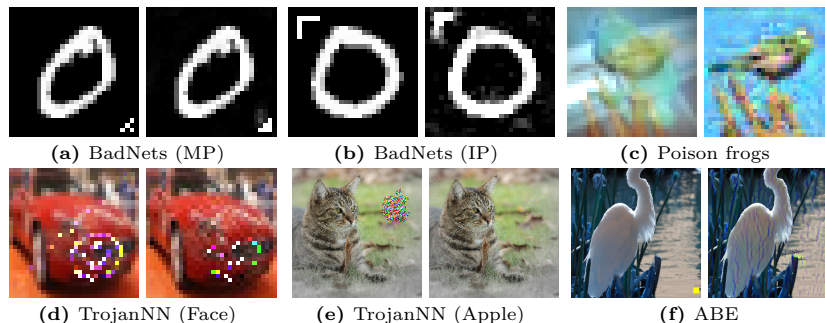 (a) BadNets (MP)
(b) BadNets (IP)
(c) Poison frogs
(d) TrojanNN (Face)
(e) TrojanNN (Apple)
(f) ABE